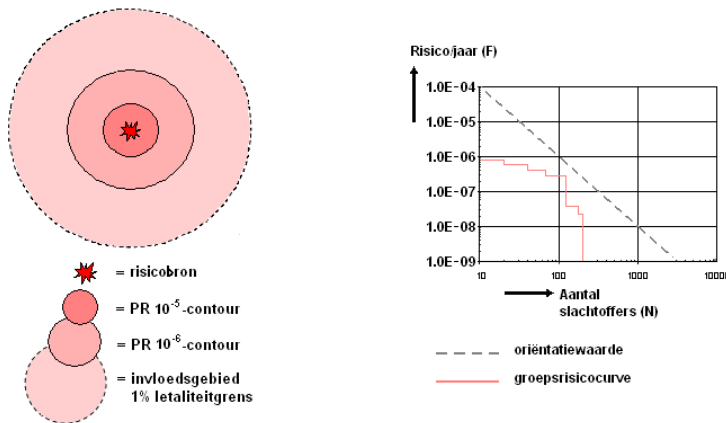 = risicobron
= PR 10⁻⁵-contour
= PR 10⁻⁶-contour
= invloedsgebied
1% letaliteitgrens
Risico/jaar (F)
1.0E-04
1.0E-05
1.0E-06
1.0E-07
1.0E-08
1.0E-09
10 100 1000 10000
Aantal
slachtoffers (N)
oriëntatiewaarde
groepsrisicocurve